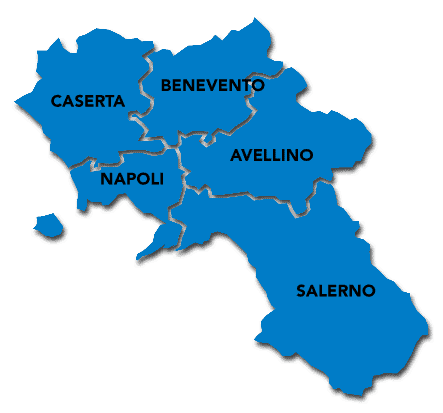 BENEVENTO
CASERTA
AVELLINO
NAPOLI
SALERNO